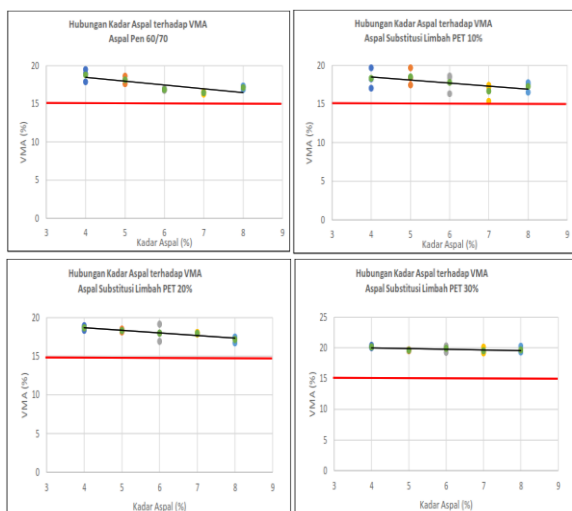 Hubungan Kadar Aspal terhadap VMA
Aspal Pen 60/70
VMA (%)
20
15
10
5
0
3 4 5 6 7 8 9
Kadar Aspal (%)
Hubungan Kadar Aspal terhadap VMA
Aspal Substitusi Limbah PET 10%
VMA (%)
20
15
10
5
0
3 4 5 6 7 8 9
Kadar Aspal (%)
Hubungan Kadar Aspal terhadap VMA
Aspal Substitusi Limbah PET 20%
VMA (%)
20
15
10
5
0
3 4 5 6 7 8 9
Kadar Aspal (%)
Hubungan Kadar Aspal terhadap VMA
Aspal Substitusi Limbah PET 30%
VMA (%)
25
20
15
10
5
0
3 4 5 6 7 8 9
Kadar Aspal (%)